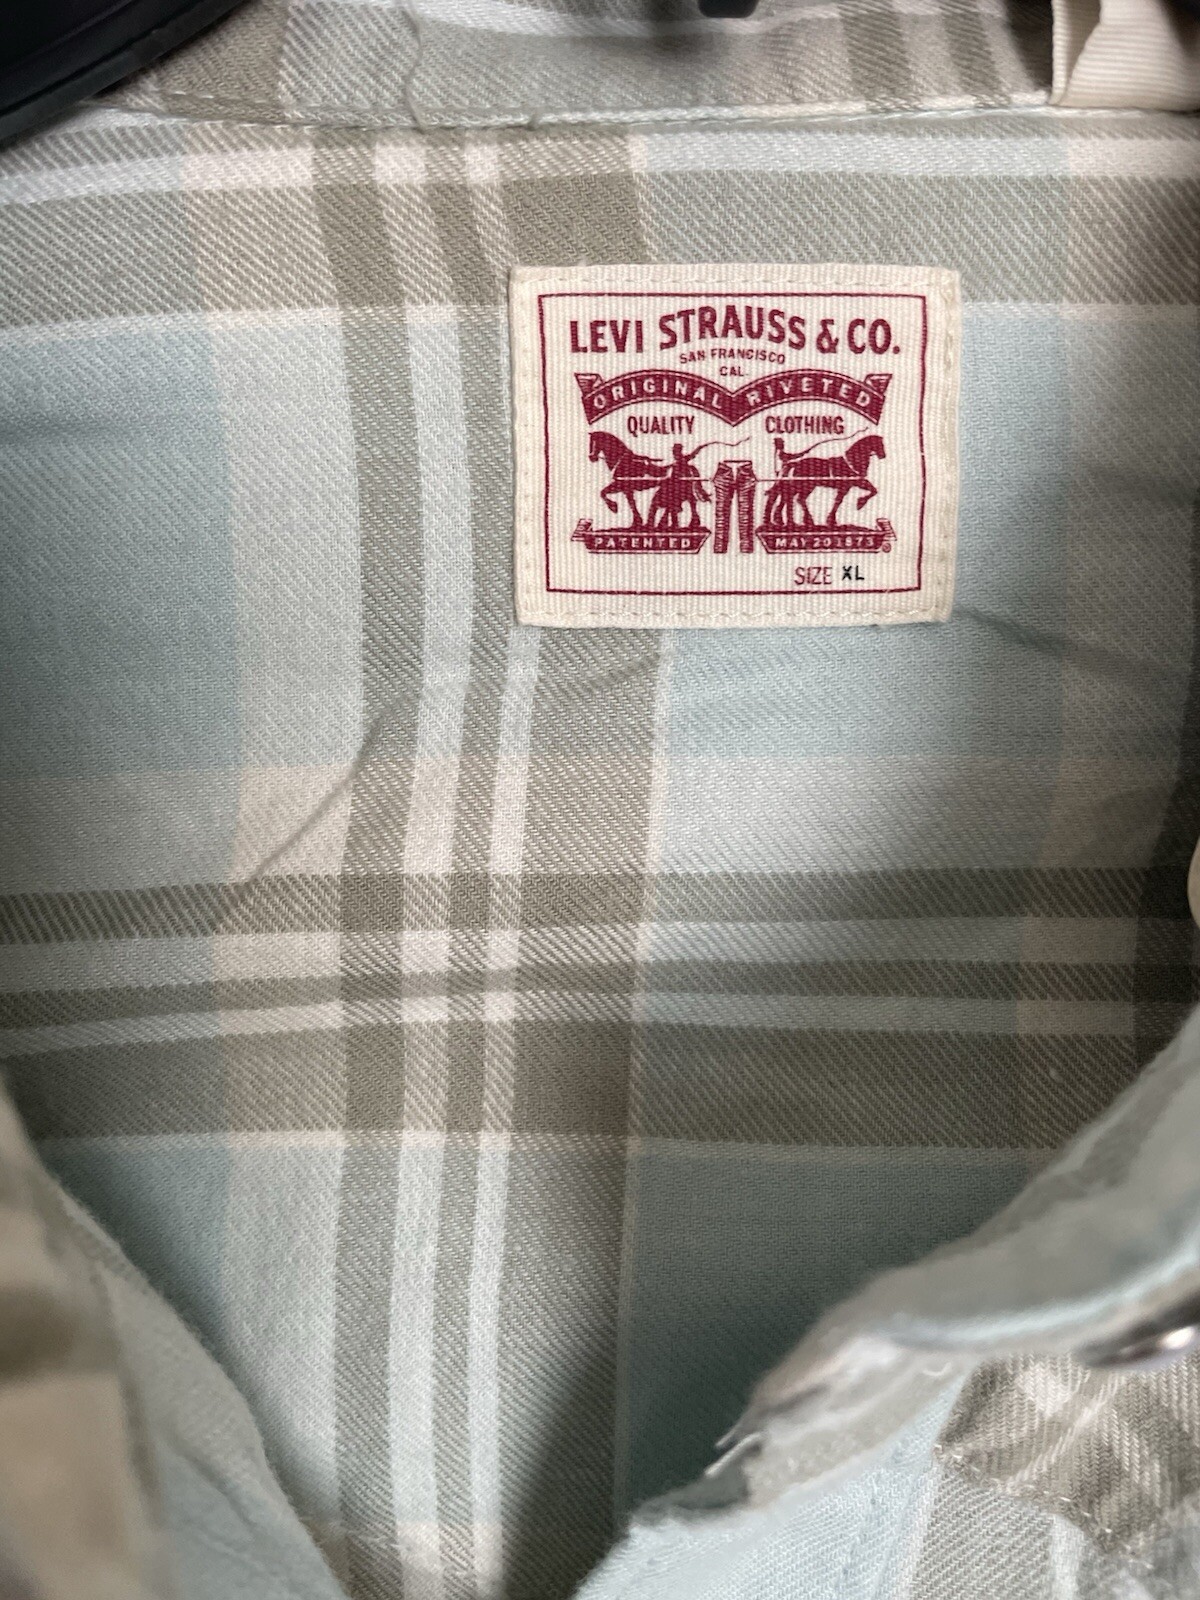 LEVI STRAUSS & CO.
SAN FRANCISCO
CAL
ORIGINAL RIVETED
QUALITY CLOTHING
PATENTED MAY 20 1873 ®
SIZE XL